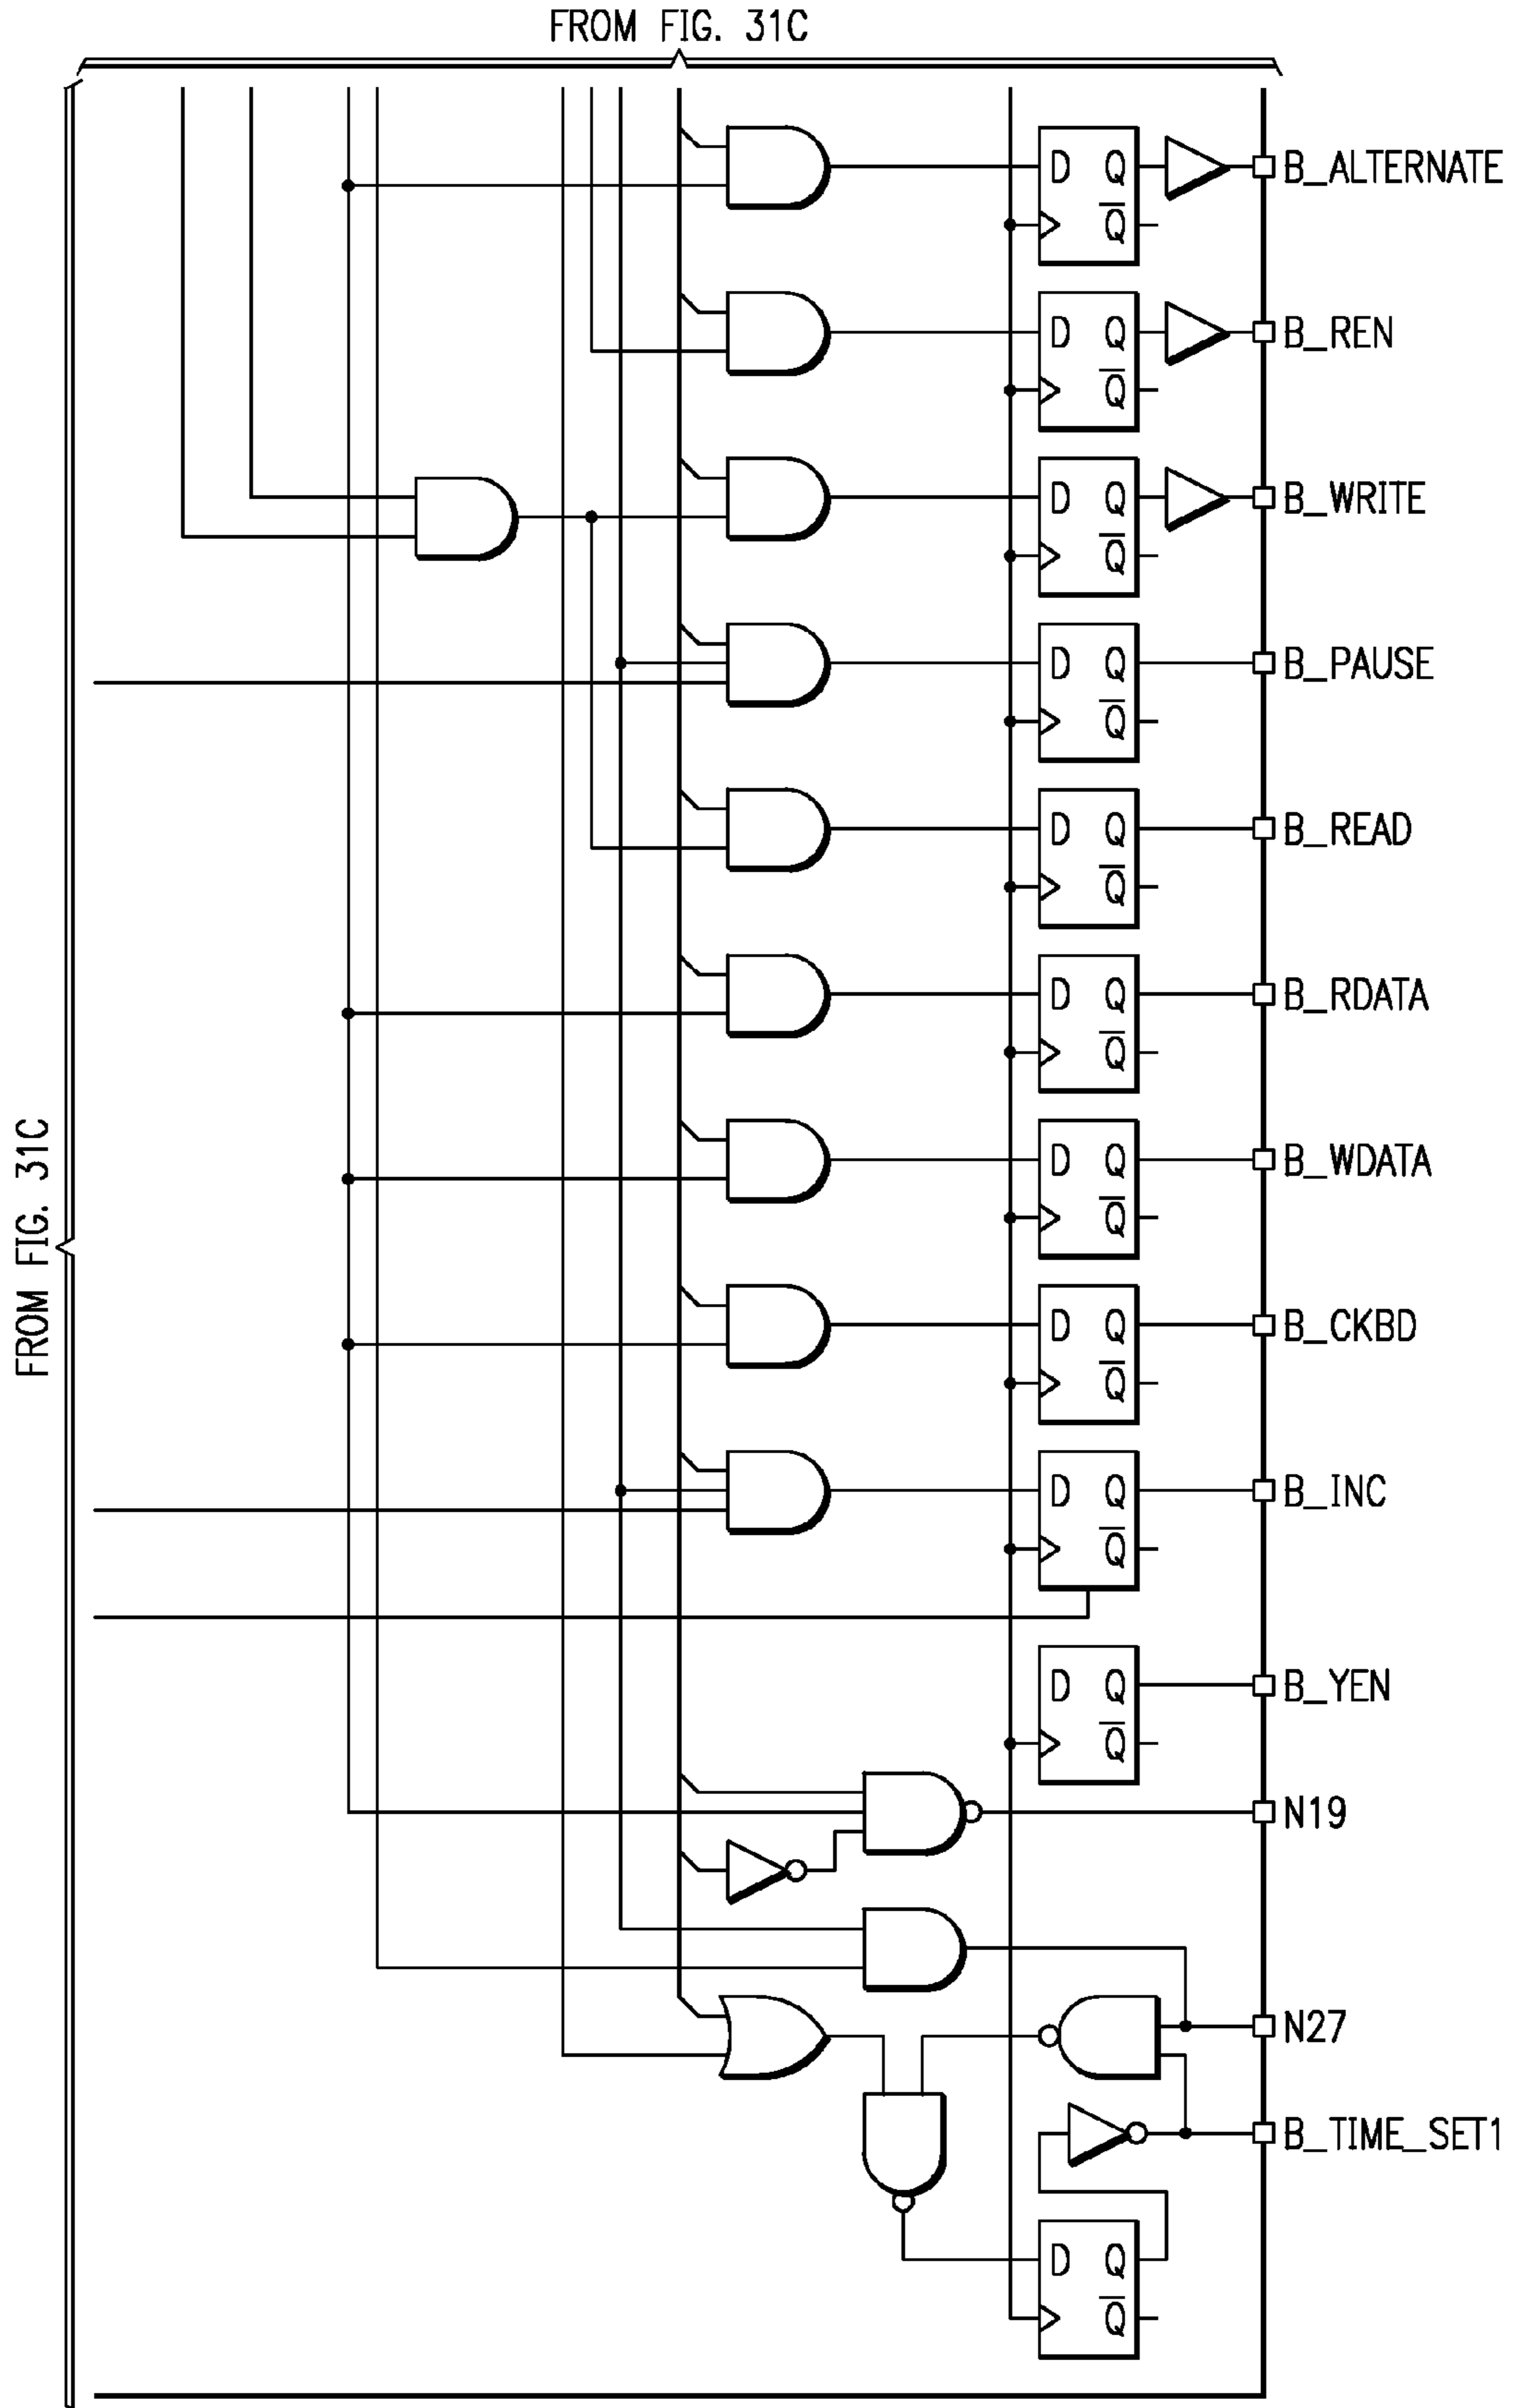 FROM FIG. 31C
D Q B_ALTERNATE
Q̅
D Q B_REN
Q̅
D Q B_WRITE
Q̅
D Q B_PAUSE
Q̅
D Q B_READ
Q̅
D Q B_RDATA
Q̅
FROM FIG. 31C
D Q B_WDATA
Q̅
D Q B_CKBD
Q̅
D Q B_INC
Q̅
D Q B_YEN
Q̅
N19
N27
B_TIME_SET1
D Q
Q̅